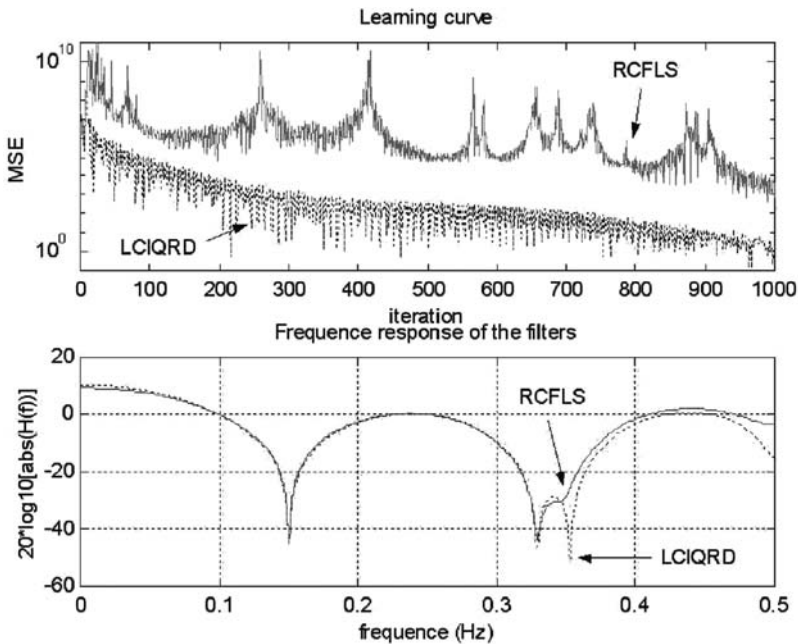 Learning curve
10^10
RCFLS
MSE
LCIQRD
10^0
0 100 200 300 400 500 600 700 800 900 1000
iteration
Frequence response of the filters
20
0
-20
-40
-60
20*log10[abs(H(f))]
RCFLS
LCIQRD
0 0.1 0.2 0.3 0.4 0.5
frequence (Hz)